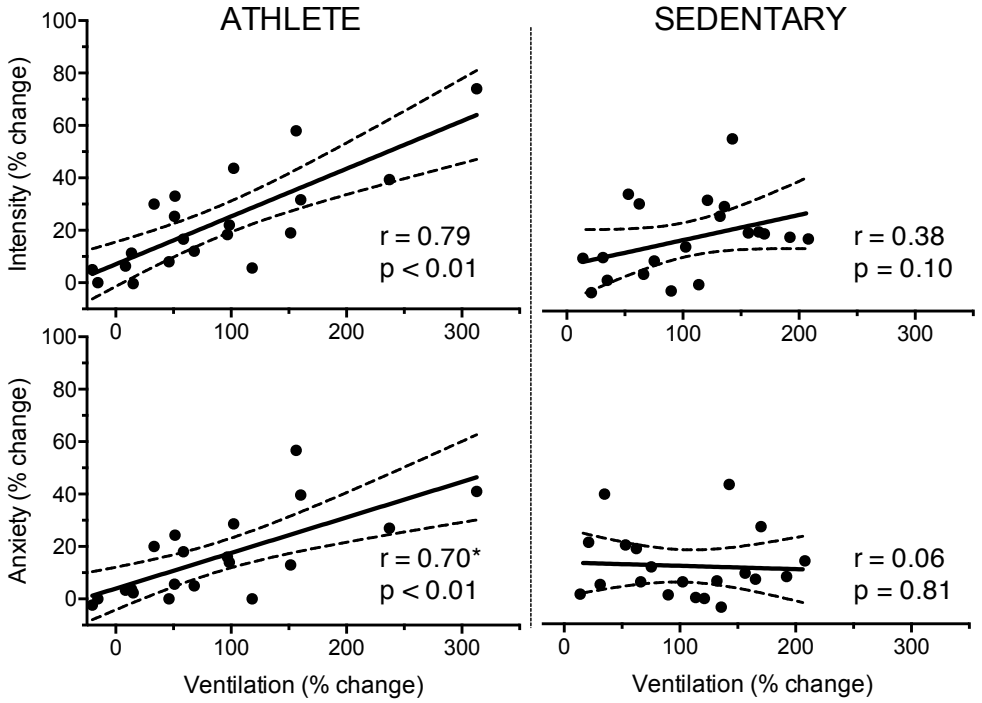 ATHLETE
SEDENTARY
Intensity (% change)
100
80
60
40
20
0
r = 0.79
p < 0.01
0 100 200 300
r = 0.38
p = 0.10
0 100 200 300
Anxiety (% change)
100
80
60
40
20
0
r = 0.70*
p < 0.01
0 100 200 300
Ventilation (% change)
r = 0.06
p = 0.81
0 100 200 300
Ventilation (% change)